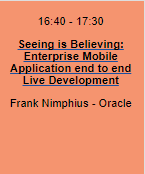 16:40 - 17:30
Seeing is Believing:
Enterprise Mobile
Application end to end
Live Development
Frank Nimphius - Oracle